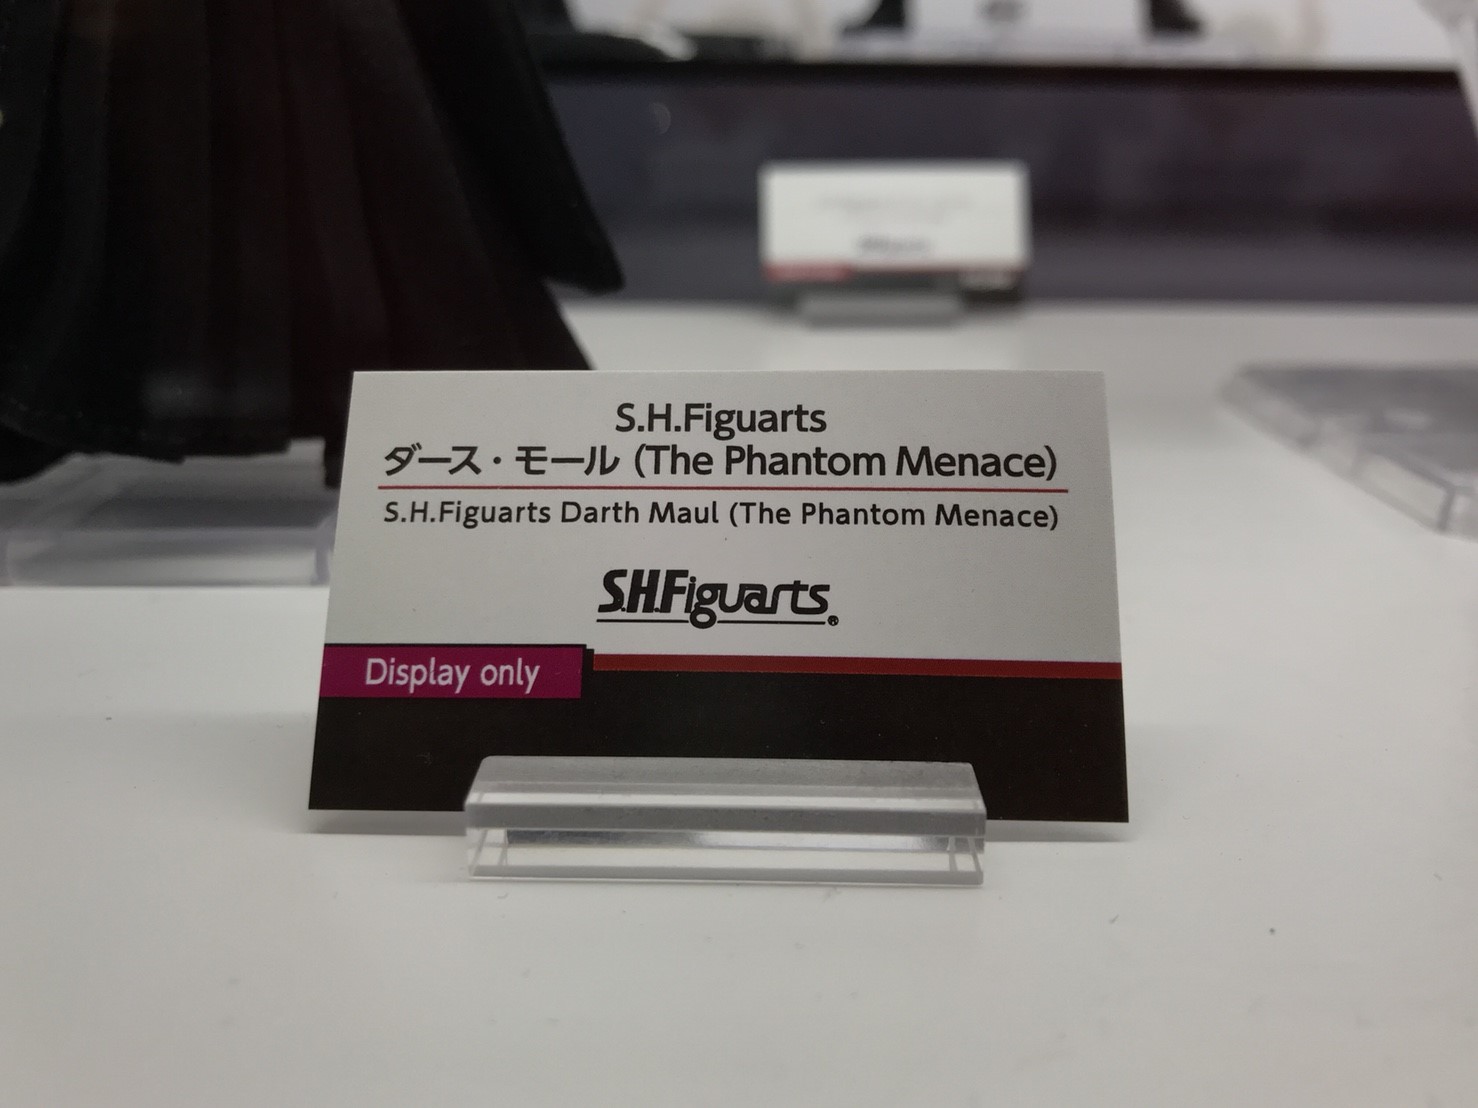 S.H.Figuarts
ダース・モール (The Phantom Menace)
S.H.Figuarts Darth Maul (The Phantom Menace)
S.H.Figuarts®
Display only